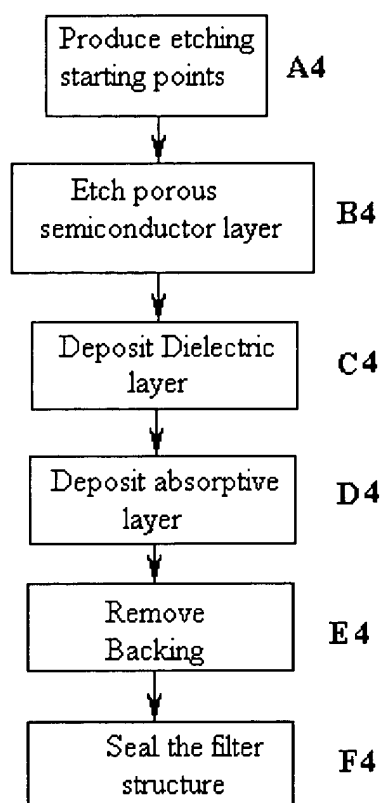 Produce etching
starting points
A4
Etch porous
semiconductor layer
B4
Deposit Dielectric
layer
C4
Deposit absorptive
layer
D4
Remove
Backing
E4
Seal the filter
structure
F4